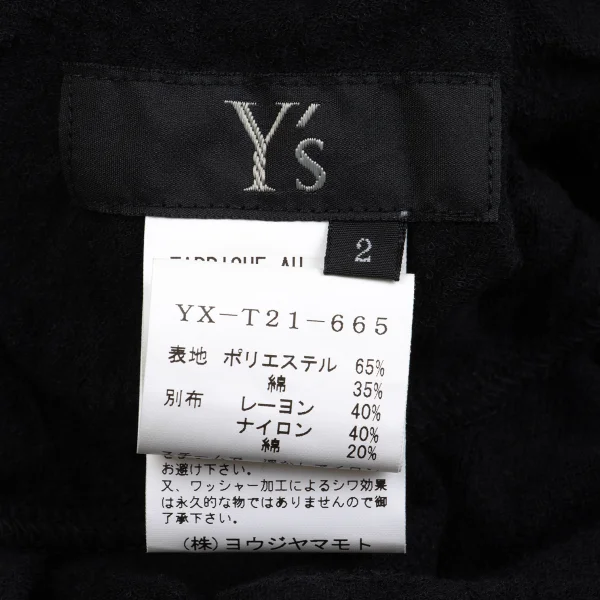 Y's
2
FABRIQUE AU
YX-T21-665
表地 ポリエステル 65%
綿 35%
別布 レーヨン 40%
ナイロン 40%
綿 20%
お避け下さい。
又、ワッシャー加工によるシワ効果
は永久的な物ではありませんので御
了承下さい。
(株)ヨウジヤマモト